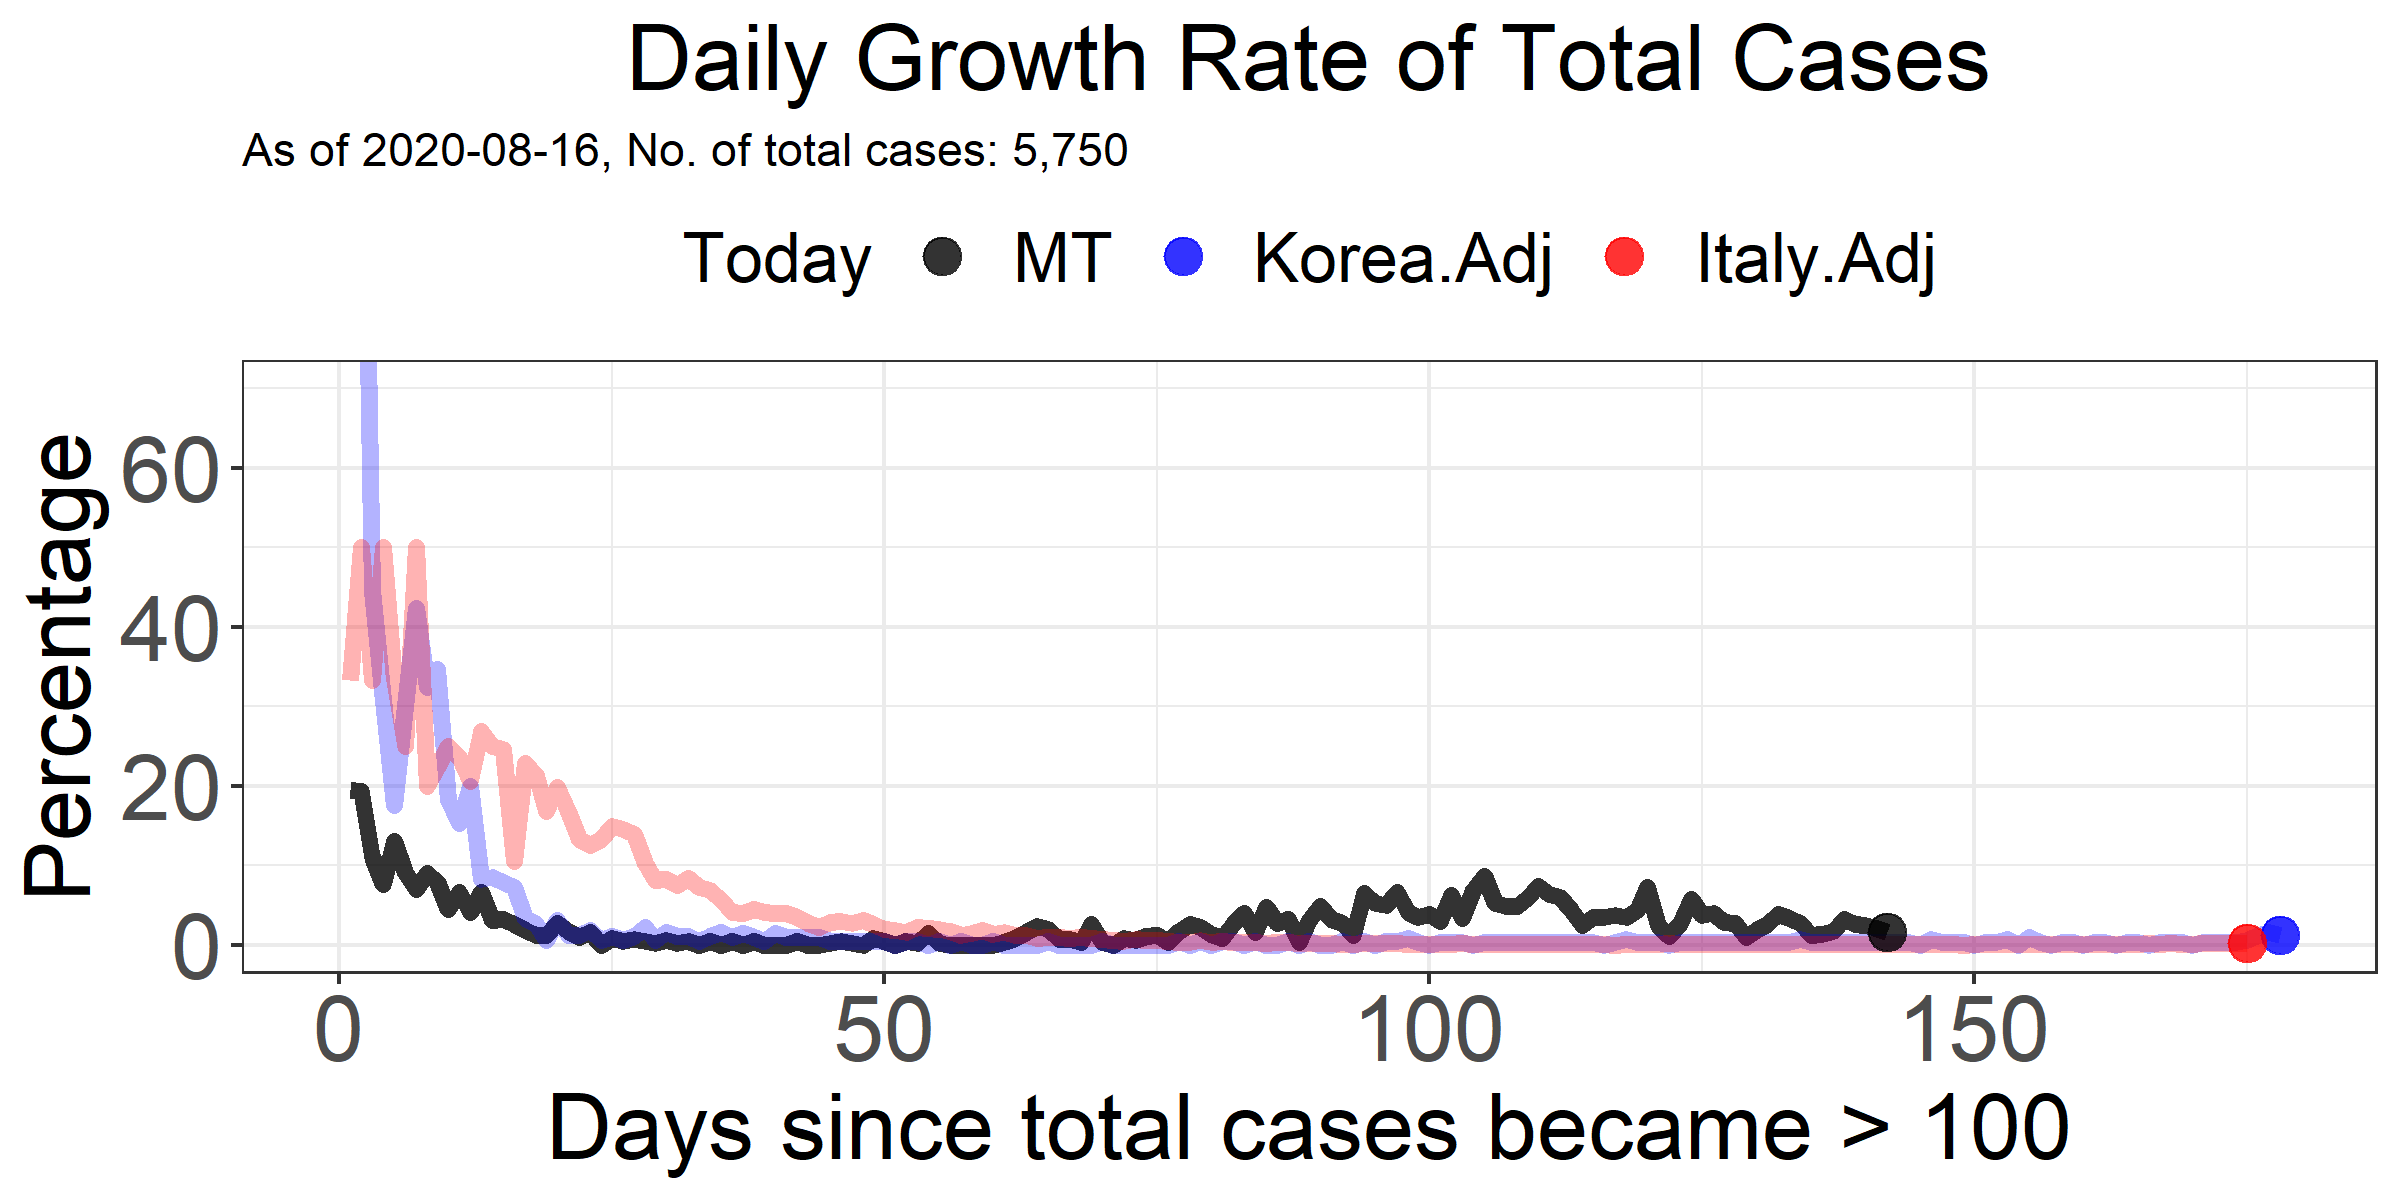 Daily Growth Rate of Total Cases
As of 2020-08-16, No. of total cases: 5,750
Today MT Korea.Adj Italy.Adj
Percentage
60
40
20
0
0 50 100 150
Days since total cases became > 100